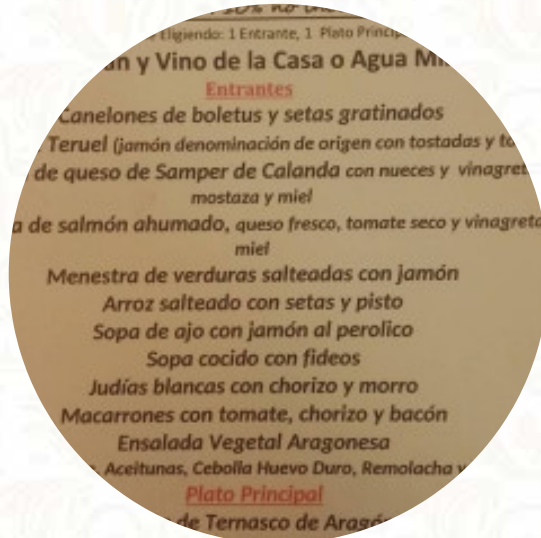 Eligiendo: 1 Entrante, 1 Plato
y Vino de la Casa o Agua
Entrantes
Canelones de boletus y setas gratinados
Teruel (jamón denominación de origen con tostadas y
de queso de Samper de Calanda con nueces y
mostaza y miel
de salmón ahumado, queso fresco, tomate seco y vinagreta
miel
Menestra de verduras salteadas con jamón
Arroz salteado con setas y pisto
Sopa de ajo con jamón al perolico
Sopa cocido con fideos
Judías blancas con chorizo y morro
Macarrones con tomate, chorizo y bacón
Ensalada Vegetal Aragonesa
Aceitunas, Cebolla Huevo Duro, Remolacha
Plato Principal
de Ternasco de